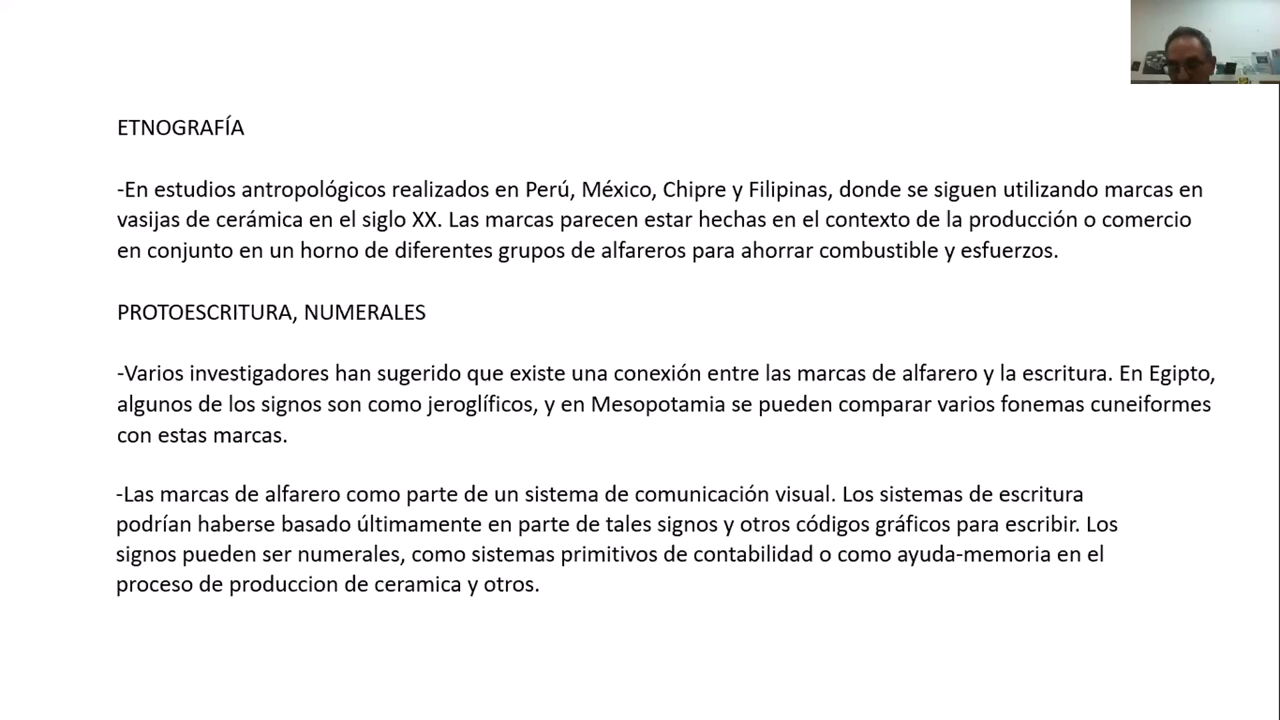 ETNOGRAFÍA
-En estudios antropológicos realizados en Perú, México, Chipre y Filipinas, donde se siguen utilizando marcas en
vasijas de cerámica en el siglo XX. Las marcas parecen estar hechas en el contexto de la producción o comercio
en conjunto en un horno de diferentes grupos de alfareros para ahorrar combustible y esfuerzos.
PROTOESCRITURA, NUMERALES
-Varios investigadores han sugerido que existe una conexión entre las marcas de alfarero y la escritura. En Egipto,
algunos de los signos son como jeroglíficos, y en Mesopotamia se pueden comparar varios fonemas cuneiformes
con estas marcas.
-Las marcas de alfarero como parte de un sistema de comunicación visual. Los sistemas de escritura
podrían haberse basado últimamente en parte de tales signos y otros códigos gráficos para escribir. Los
signos pueden ser numerales, como sistemas primitivos de contabilidad o como ayuda-memoria en el
proceso de produccion de ceramica y otros.